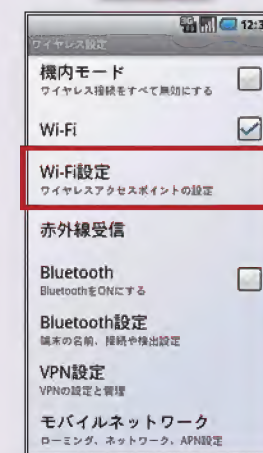 3G 12:3
ワイヤレス設定
機内モード
ワイヤレス接続をすべて無効にする
Wi-Fi
Wi-Fi設定
ワイヤレスアクセスポイントの設定
赤外線受信
Bluetooth
BluetoothをONにする
Bluetooth設定
端末の名前、接続や検出設定
VPN設定
VPNの設定と管理
モバイルネットワーク
ローミング、ネットワーク、APN設定